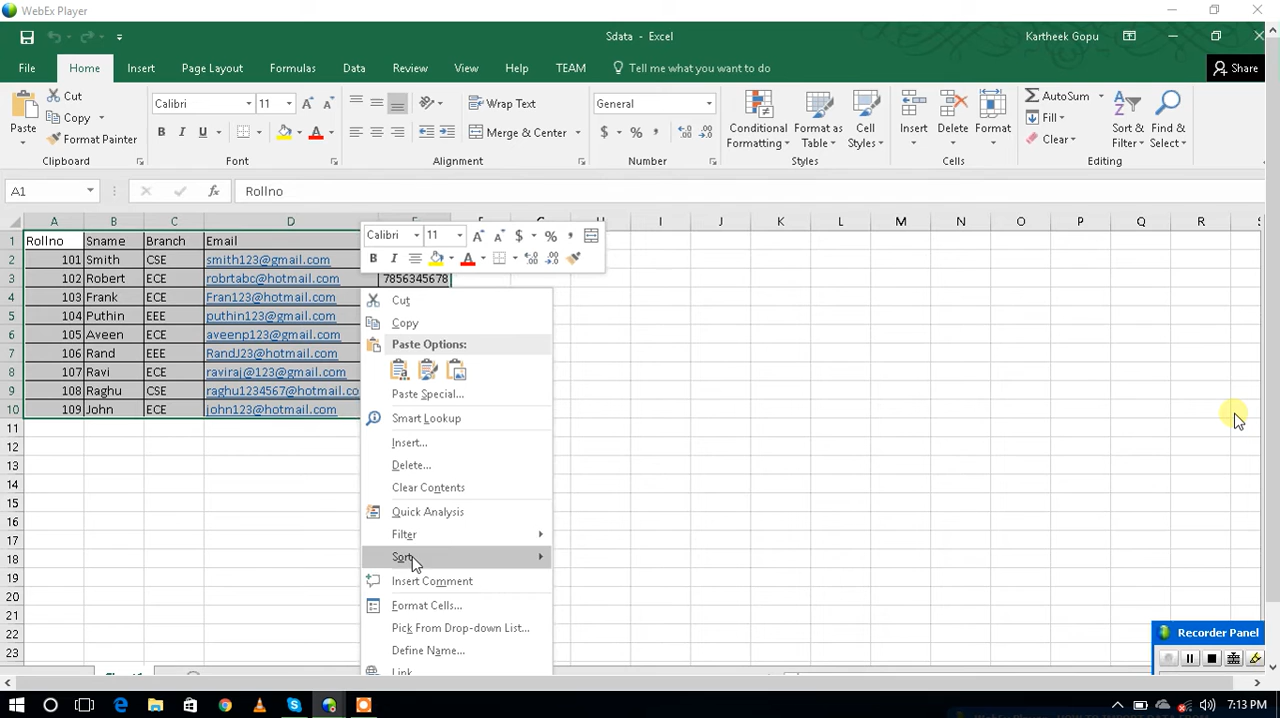 WebEx Player
Sdata - Excel
Kartheek Gopu
File Home Insert Page Layout Formulas Data Review View Help TEAM Tell me what you want to do Share
Paste
Cut
Copy
Format Painter
Clipboard
Calibri 11
B I U
Font
Wrap Text
Merge & Center
Alignment
General
$ % ,
Number
Conditional Formatting
Format as Table
Cell Styles
Styles
Insert
Delete
Format
Cells
AutoSum
Fill
Clear
Sort & Filter
Find & Select
Editing
A1 fx Rollno
A B C D H I J K L M N O P Q R S
1 Rollno Sname Branch Email
2 101 Smith CSE smith123@gmail.com
3 102 Robert ECE robrtabc@hotmail.com 7856345678
4 103 Frank ECE Fran123@hotmail.com
5 104 Puthin EEE puthin123@gmail.com
6 105 Aveen ECE aveenp123@gmail.com
7 106 Rand EEE RandJ23@hotmail.com
8 107 Ravi ECE raviraj@123@gmail.com
9 108 Raghu CSE raghu1234567@hotmail.co
10 109 John ECE john123@hotmail.com
11
12
13
14
15
16
17
18
19
20
21
22
23
Calibri 11 $ % ,
B I A
Cut
Copy
Paste Options:
Paste Special...
Smart Lookup
Insert...
Delete...
Clear Contents
Quick Analysis
Filter
Sort
Insert Comment
Format Cells...
Pick From Drop-down List...
Define Name...
Link
Recorder Panel
7:13 PM